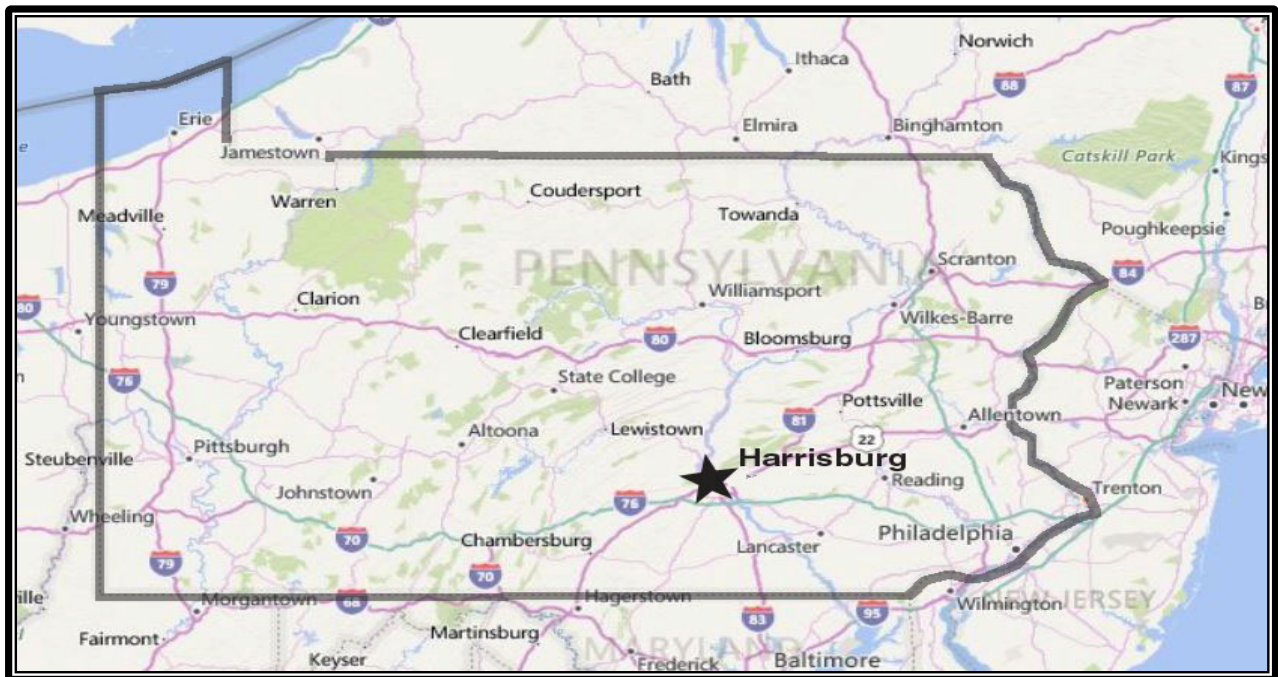 Norwich
Ithaca
Bath
88
87
Erie
Elmira
Binghamton
Jamestown
Catskill Park
Kings
Warren
Coudersport
Towanda
Meadville
Poughkeepsie
PENNSYLVANIA
Scranton
84
79
Williamsport
80
Clarion
Youngstown
Wilkes-Barre
Clearfield
80
Bloomsburg
287
76
State College
Paterson
Newark
New
Pottsville
81
Allentown
Altoona
Lewistown
22
Pittsburgh
Steubenville
Harrisburg
Johnstown
Reading
Trenton
76
Wheeling
Philadelphia
70
Chambersburg
Lancaster
79
70
ille
Morgantown
68
Hagerstown
Wilmington
NEW JERSEY
95
83
Fairmont
Martinsburg
MARYLAND
Keyser
Frederick
Baltimore